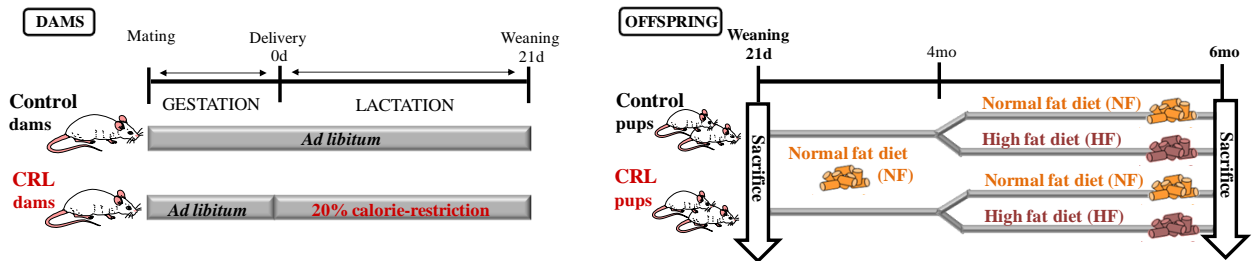 DAMS
Mating
Delivery
0d
Weaning
21d
GESTATION
LACTATION
Control
dams
Ad libitum
CRL
dams
Ad libitum
20% calorie-restriction
OFFSPRING
Weaning
21d
4mo
6mo
Control
pups
CRL
pups
Sacrifice
Normal fat diet
(NF)
Normal fat diet (NF)
High fat diet (HF)
Normal fat diet (NF)
High fat diet (HF)
Sacrifice